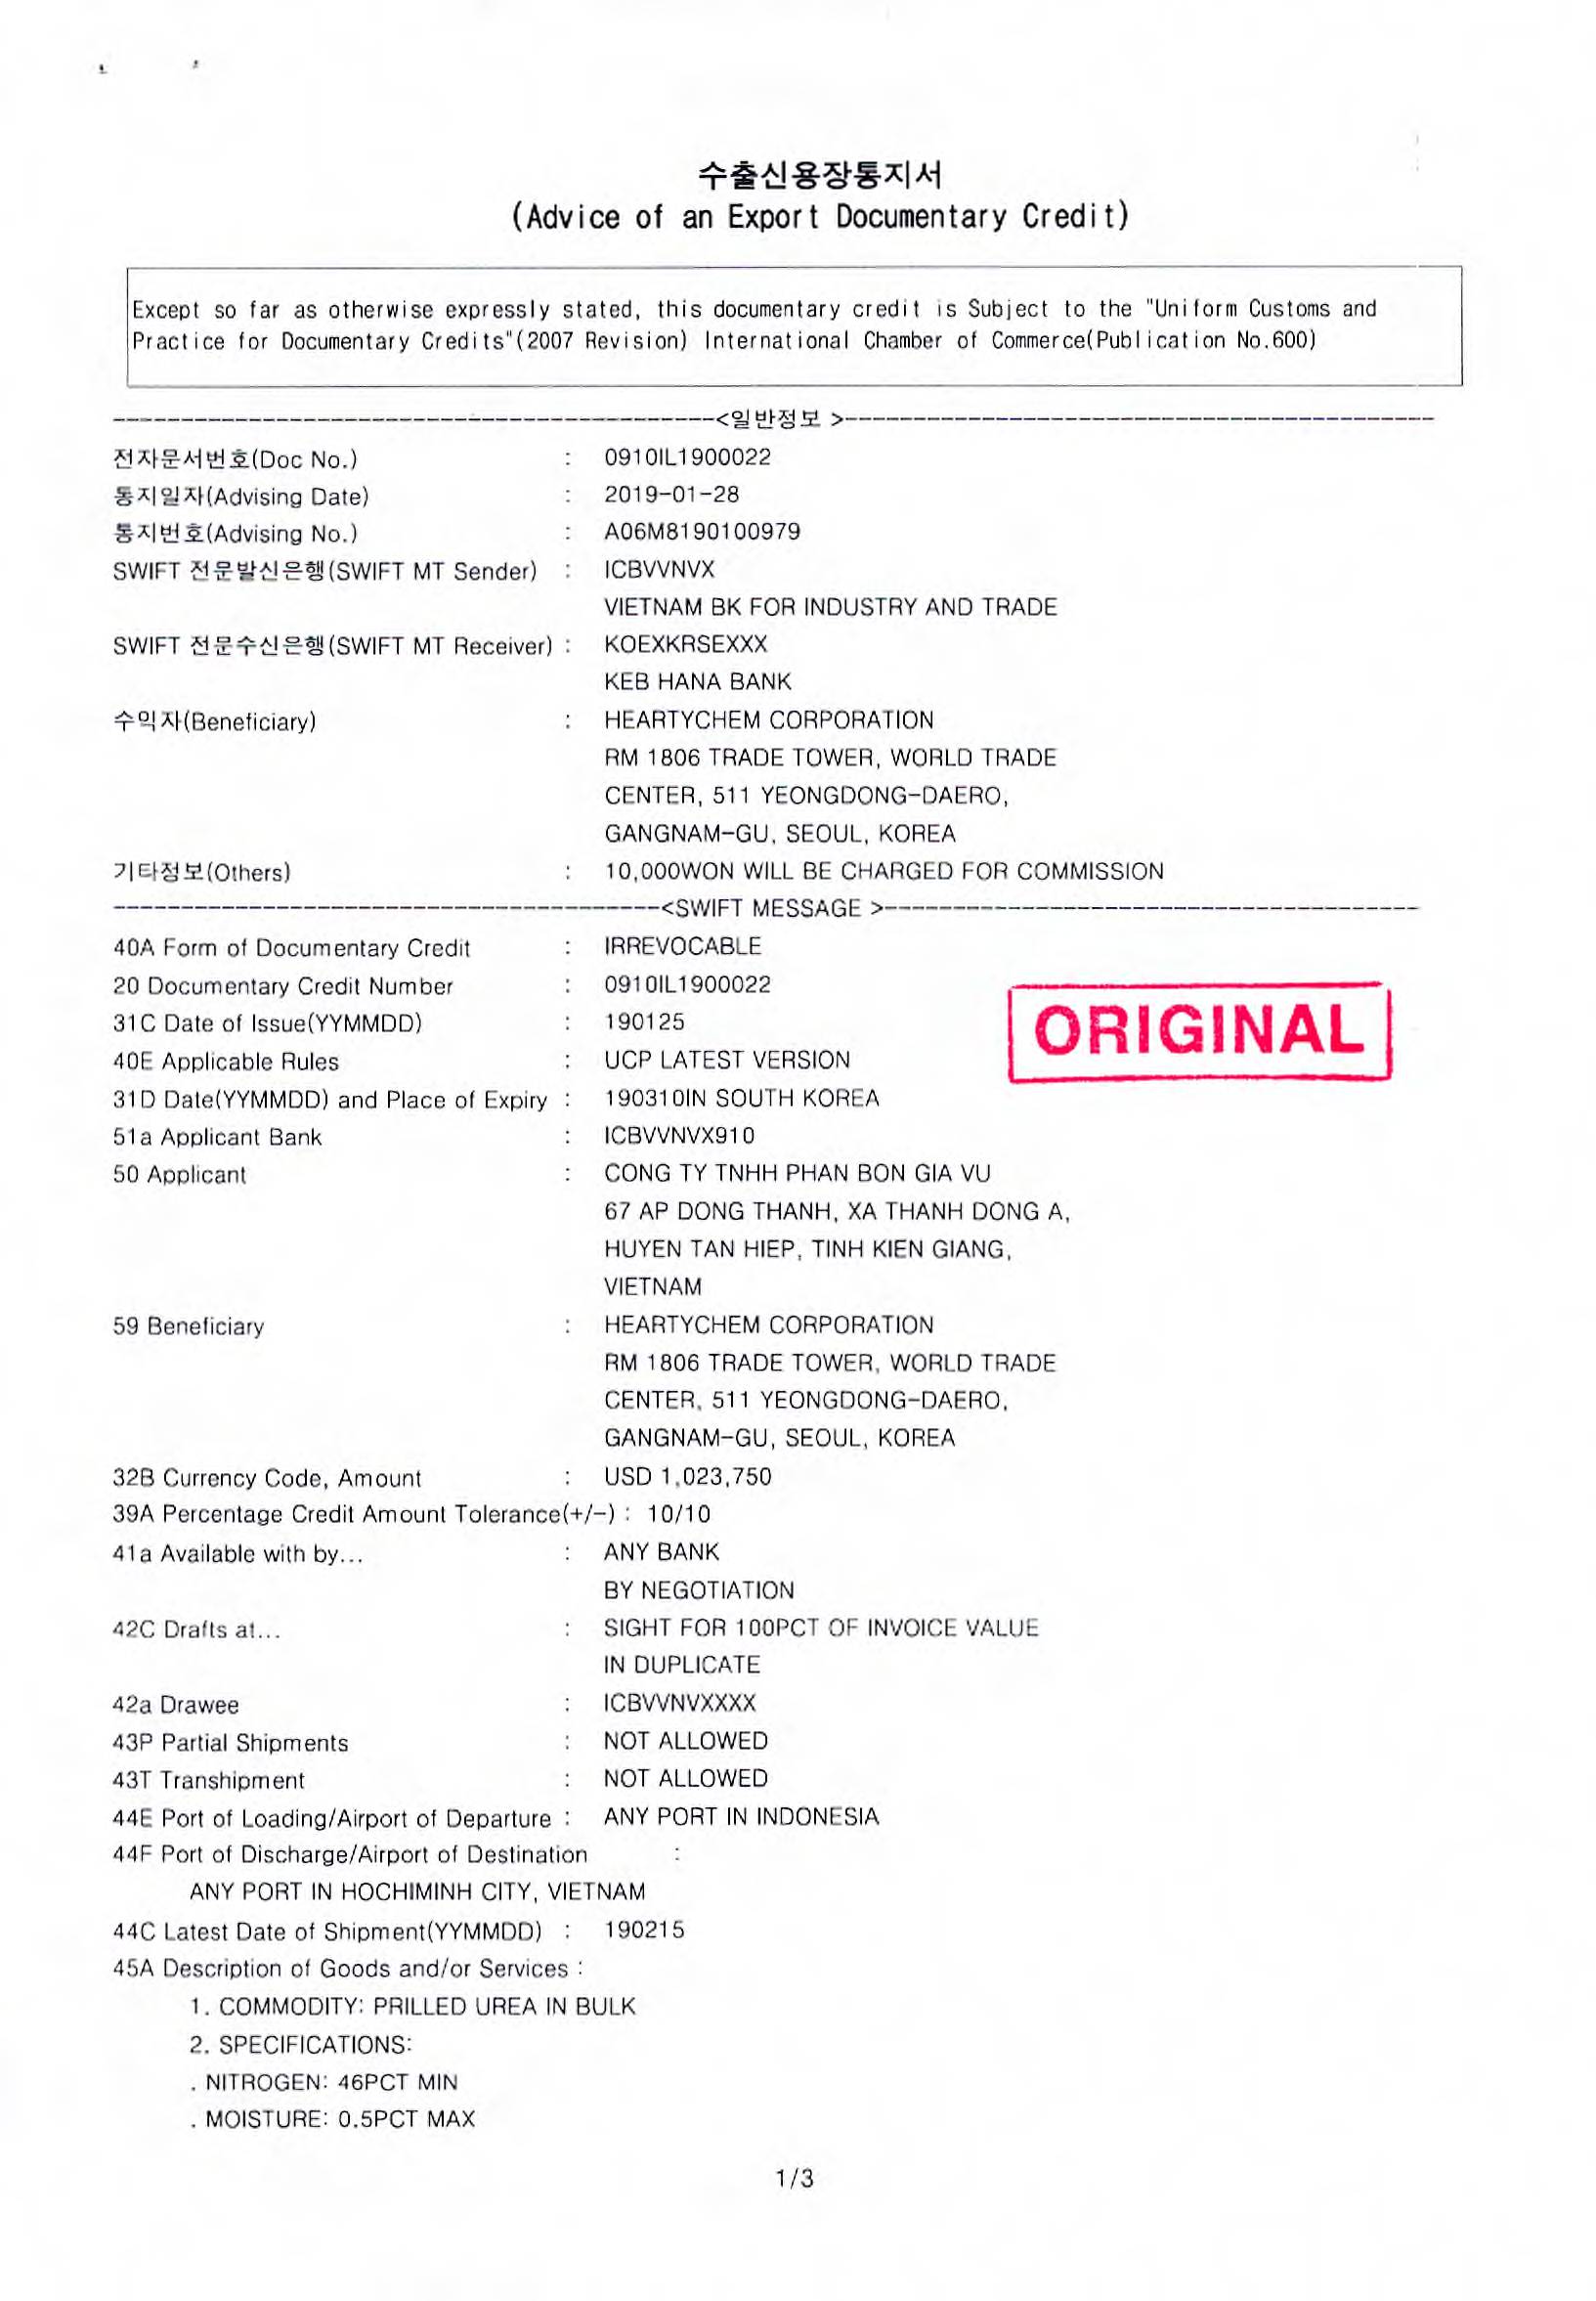 수출신용장통지서
(Advice of an Export Documentary Credit)
Except so far as otherwise expressly stated, this documentary credit is Subject to the "Uniform Customs and
Practice for Documentary Credits"(2007 Revision) International Chamber of Commerce(Publication No.600)
<일반정보 >
전자문서번호(Doc No.) : 0910IL1900022
통지일자(Advising Date) : 2019-01-28
통지번호(Advising No.) : A06M8190100979
SWIFT 전문발신은행(SWIFT MT Sender) : ICBVVNVX
VIETNAM BK FOR INDUSTRY AND TRADE
SWIFT 전문수신은행(SWIFT MT Receiver) : KOEXKRSEXXX
KEB HANA BANK
수익자(Beneficiary) : HEARTYCHEM CORPORATION
RM 1806 TRADE TOWER, WORLD TRADE
CENTER, 511 YEONGDONG-DAERO,
GANGNAM-GU, SEOUL, KOREA
기타정보(Others) : 10,000WON WILL BE CHARGED FOR COMMISSION
<SWIFT MESSAGE >
40A Form of Documentary Credit : IRREVOCABLE
20 Documentary Credit Number : 0910IL1900022
31C Date of Issue(YYMMDD) : 190125
ORIGINAL
40E Applicable Rules : UCP LATEST VERSION
31D Date(YYMMDD) and Place of Expiry : 190310IN SOUTH KOREA
51a Applicant Bank : ICBVVNVX910
50 Applicant : CONG TY TNHH PHAN BON GIA VU
67 AP DONG THANH, XA THANH DONG A,
HUYEN TAN HIEP, TINH KIEN GIANG,
VIETNAM
59 Beneficiary : HEARTYCHEM CORPORATION
RM 1806 TRADE TOWER, WORLD TRADE
CENTER, 511 YEONGDONG-DAERO,
GANGNAM-GU, SEOUL, KOREA
32B Currency Code, Amount : USD 1,023,750
39A Percentage Credit Amount Tolerance(+/-) : 10/10
41a Available with by... : ANY BANK
BY NEGOTIATION
42C Drafts at... : SIGHT FOR 100PCT OF INVOICE VALUE
IN DUPLICATE
42a Drawee : ICBVVNVXXXX
43P Partial Shipments : NOT ALLOWED
43T Transhipment : NOT ALLOWED
44E Port of Loading/Airport of Departure : ANY PORT IN INDONESIA
44F Port of Discharge/Airport of Destination :
ANY PORT IN HOCHIMINH CITY, VIETNAM
44C Latest Date of Shipment(YYMMDD) : 190215
45A Description of Goods and/or Services :
1. COMMODITY: PRILLED UREA IN BULK
2. SPECIFICATIONS:
. NITROGEN: 46PCT MIN
. MOISTURE: 0.5PCT MAX
1/3